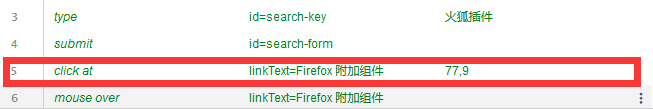 3 type id=search-key 火狐插件
4 submit id=search-form
5 click at linkText=Firefox 附加组件 77,9
6 mouse over linkText=Firefox 附加组件